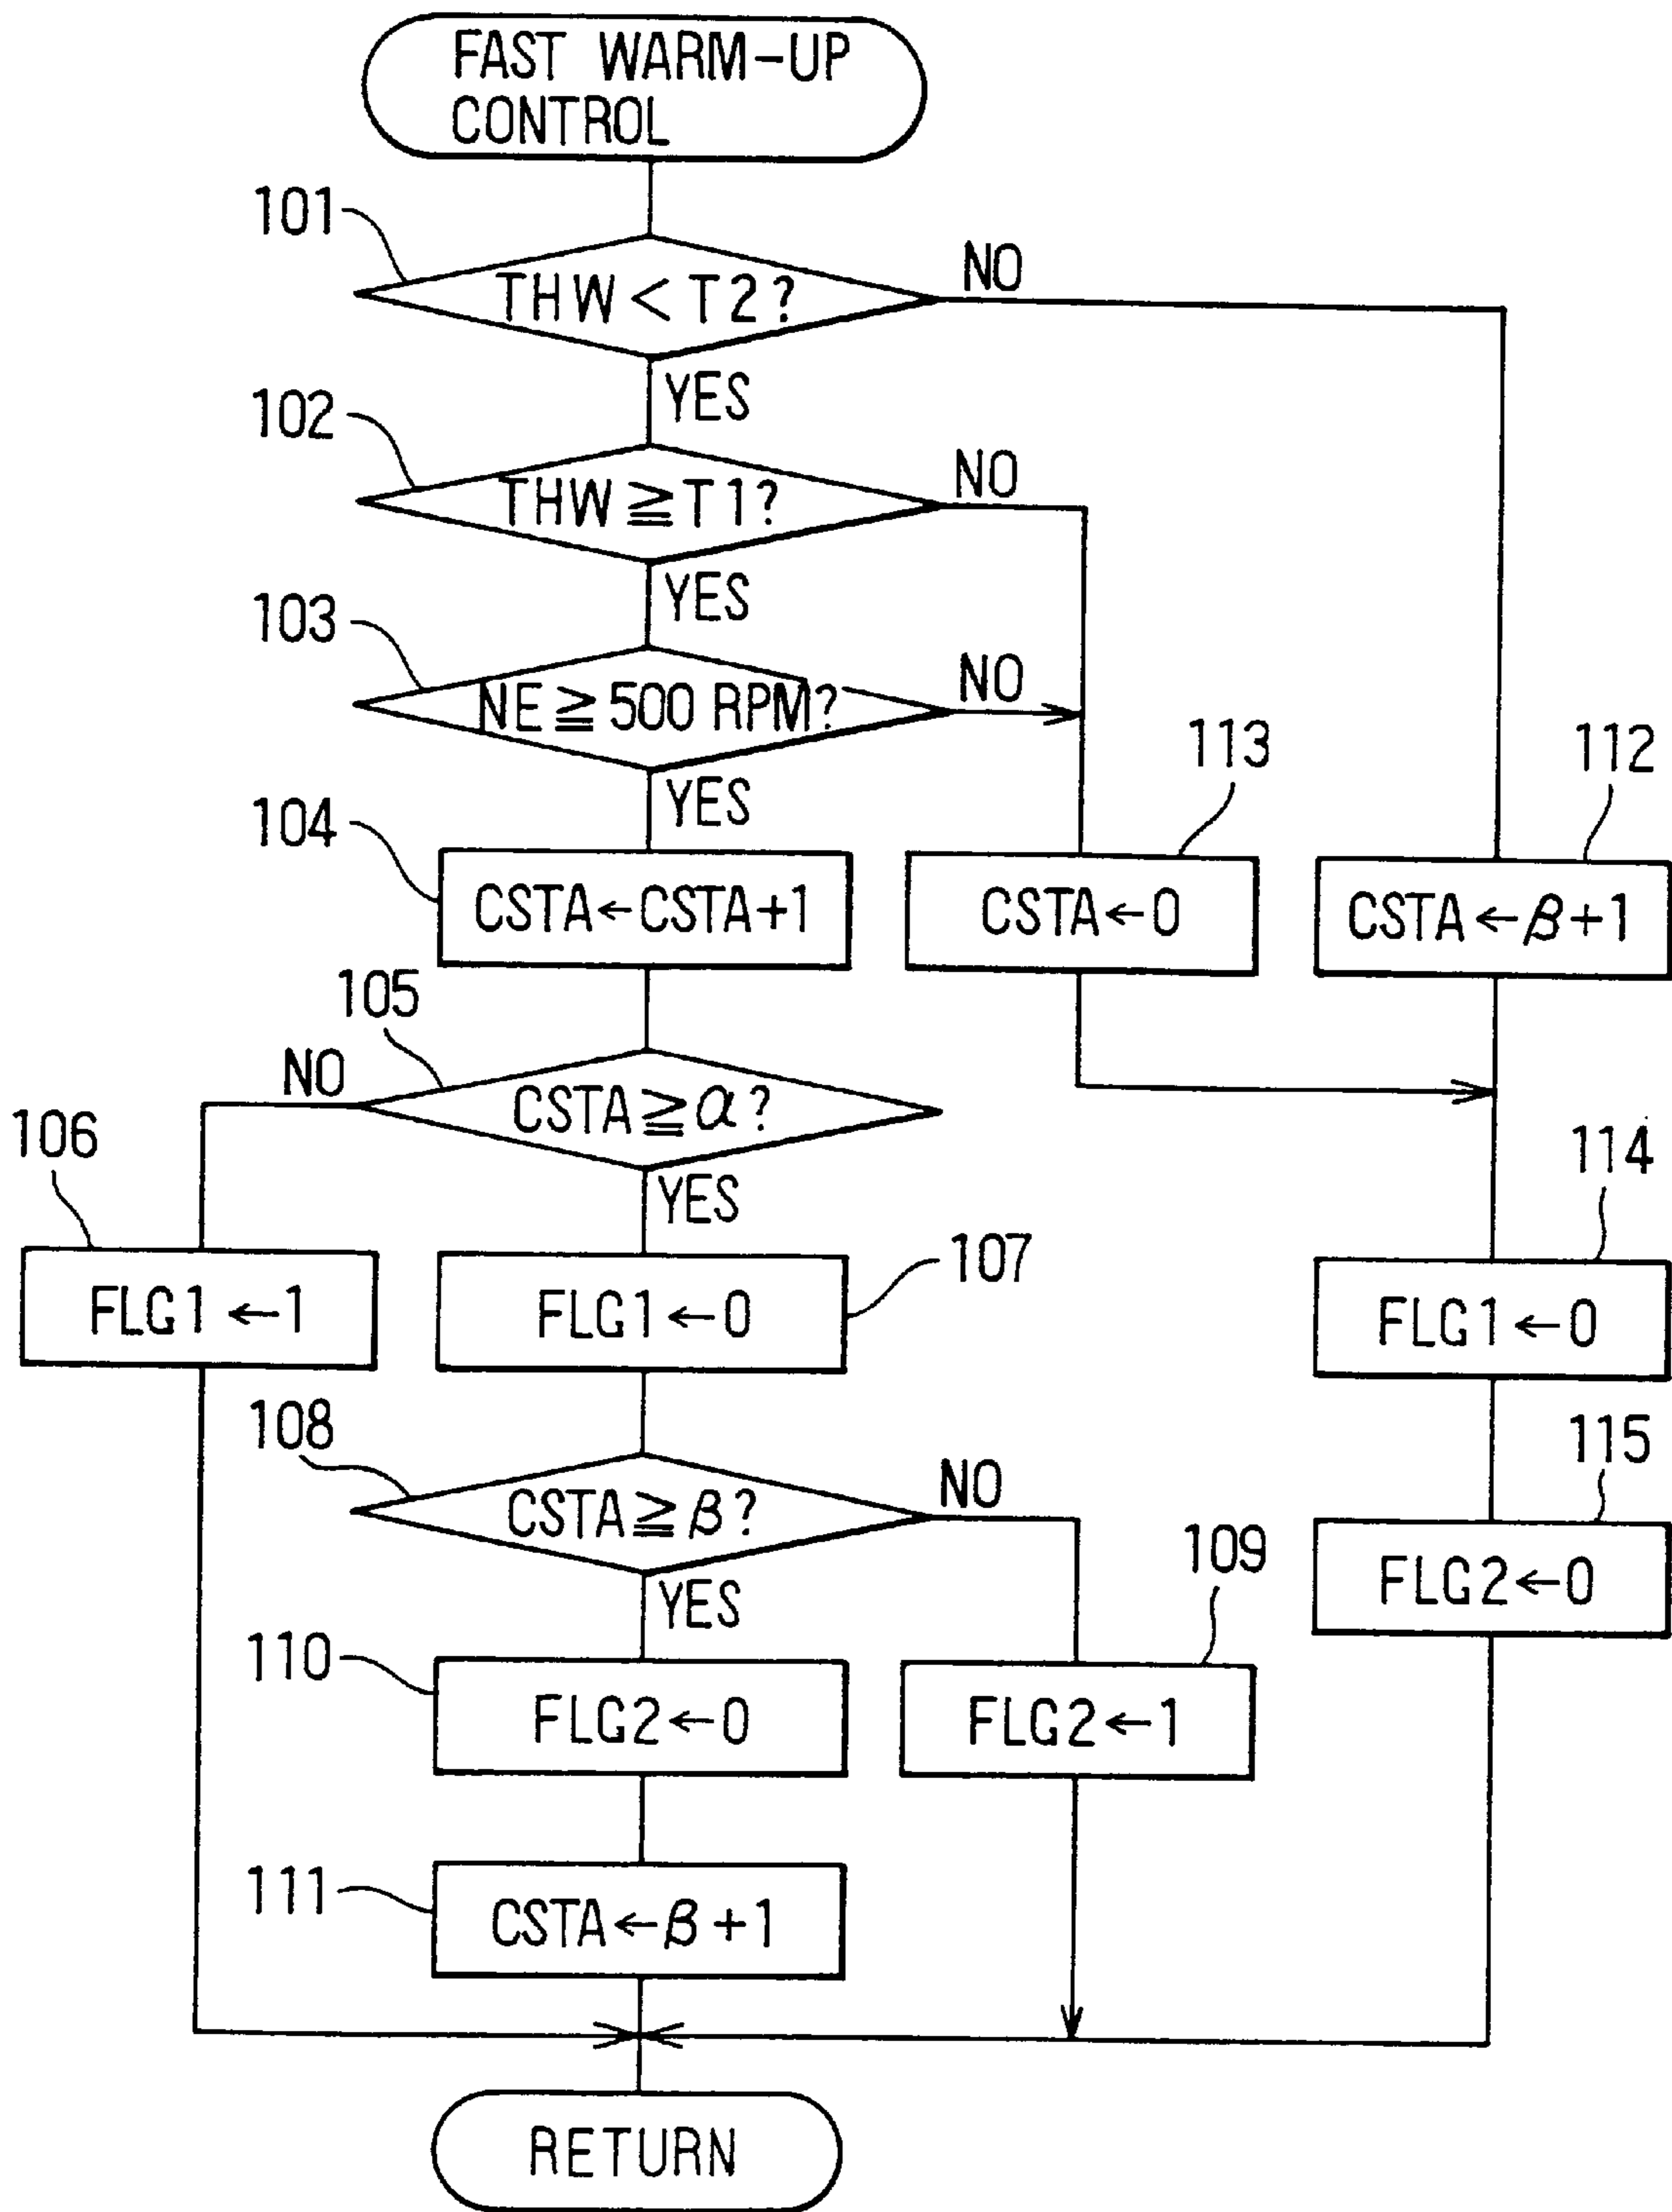 FAST WARM-UP
CONTROL
101
THW < T2?
NO
YES
102
THW ≧ T1?
NO
YES
103
NE ≧ 500 RPM?
NO
YES
104
CSTA ← CSTA+1
113
CSTA ← 0
112
CSTA ← β+1
105
NO
CSTA ≧ α?
YES
106
FLG1 ← 1
107
FLG1 ← 0
114
FLG1 ← 0
108
CSTA ≧ β?
NO
YES
115
FLG2 ← 0
109
FLG2 ← 1
110
FLG2 ← 0
111
CSTA ← β+1
RETURN